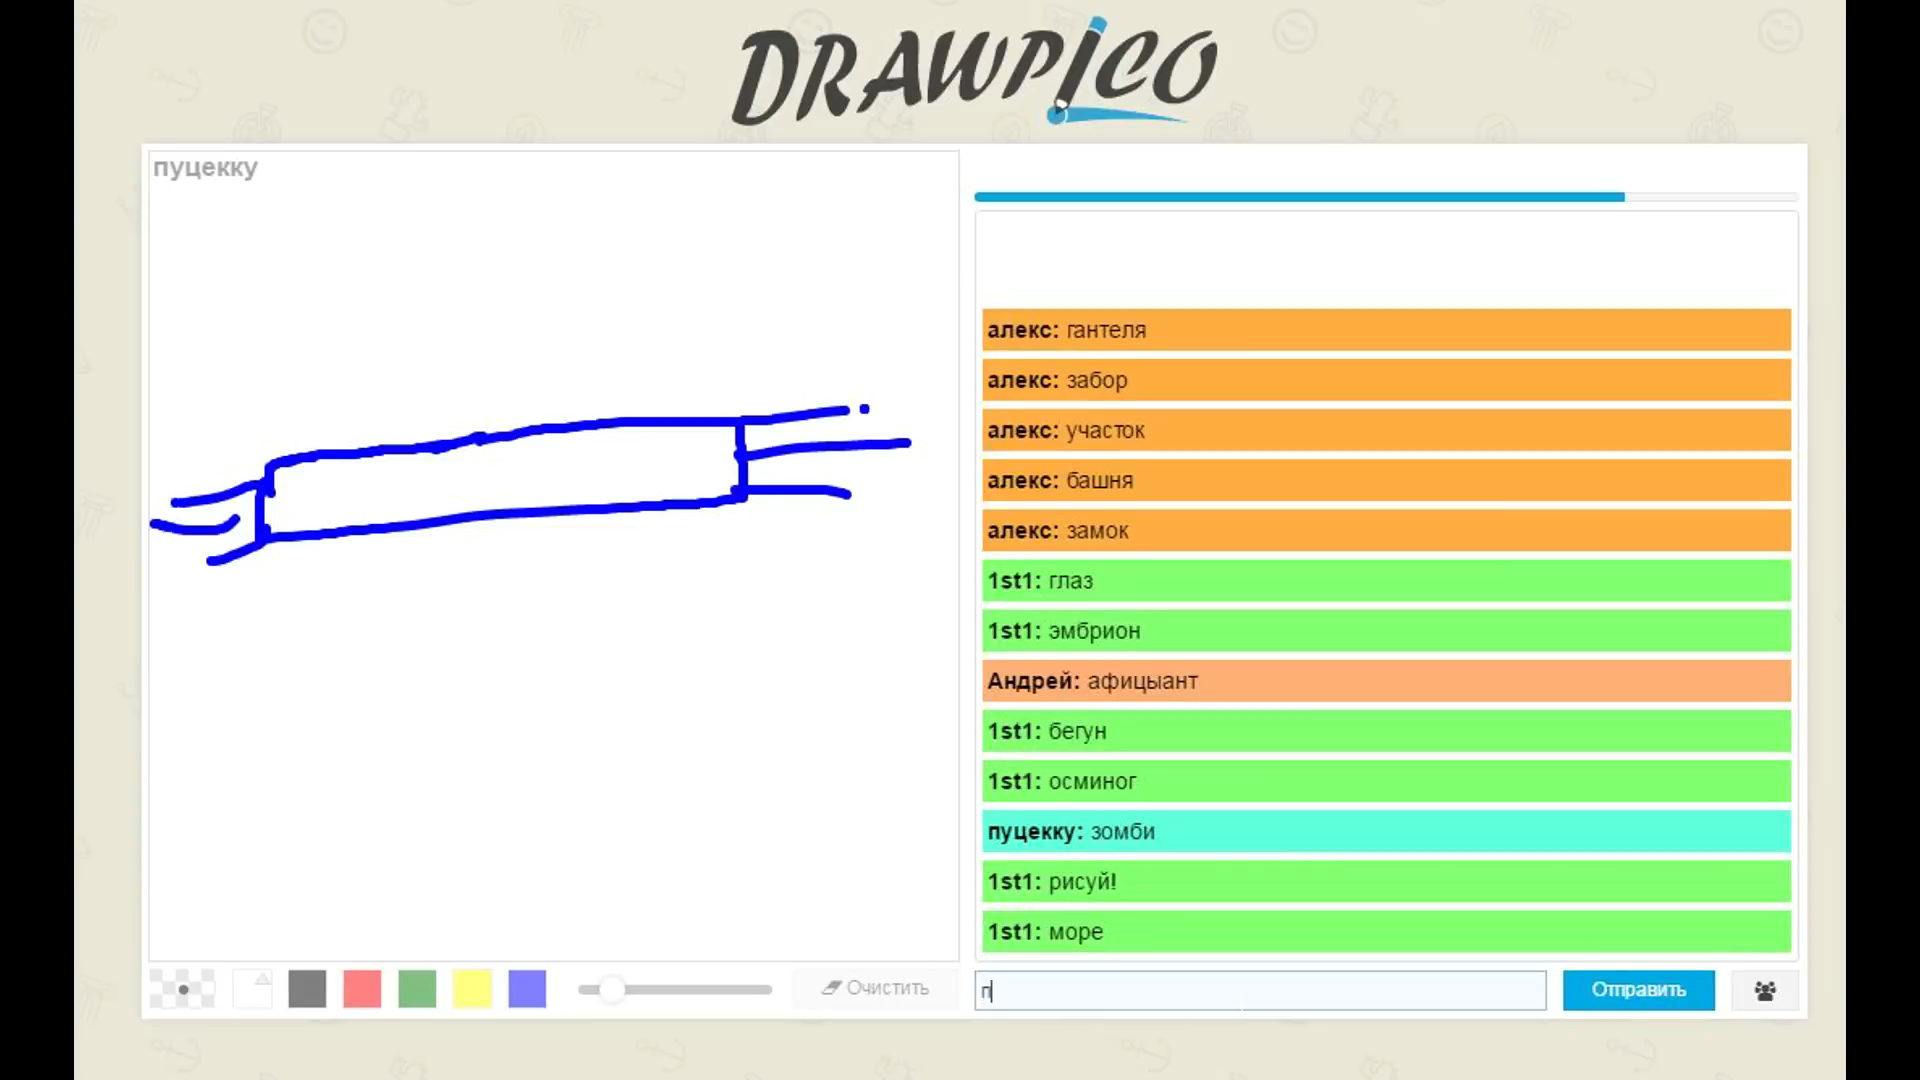 DRAWPICO
пуцекку
алекс: гантеля
алекс: забор
алекс: участок
алекс: башня
алекс: замок
1st1: глаз
1st1: эмбрион
Андрей: афицыант
1st1: бегун
1st1: осминог
пуцекку: зомби
1st1: рисуй!
1st1: море
Очистить
п
Отправить